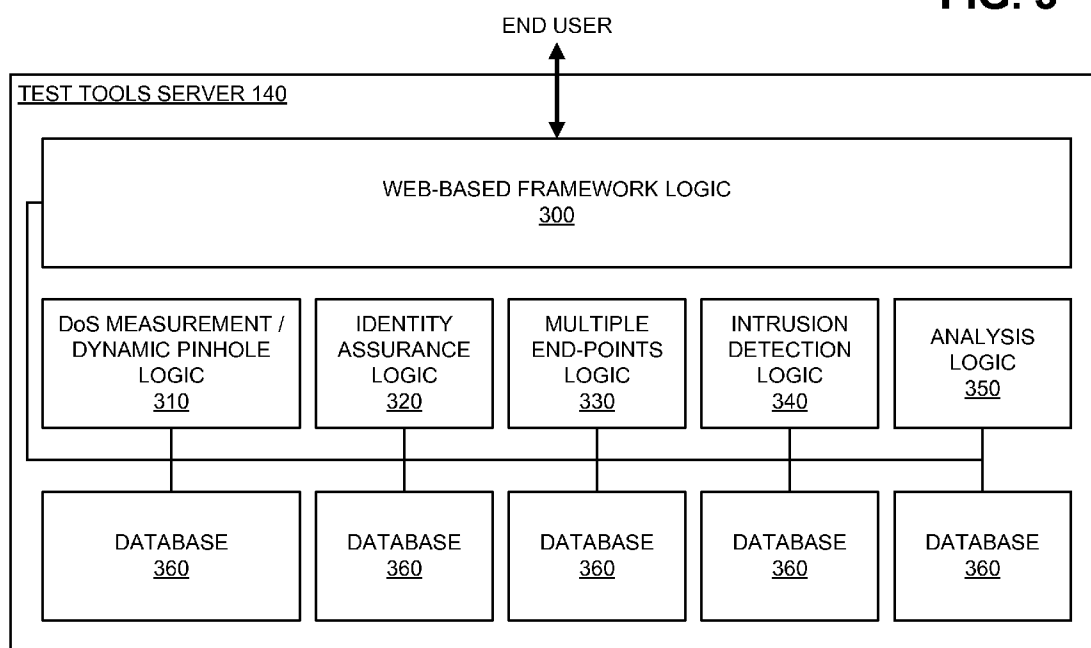 END USER
TEST TOOLS SERVER 140
WEB-BASED FRAMEWORK LOGIC
300
DoS MEASUREMENT /
DYNAMIC PINHOLE
LOGIC
310
IDENTITY
ASSURANCE
LOGIC
320
MULTIPLE
END-POINTS
LOGIC
330
INTRUSION
DETECTION
LOGIC
340
ANALYSIS
LOGIC
350
DATABASE
360
DATABASE
360
DATABASE
360
DATABASE
360
DATABASE
360